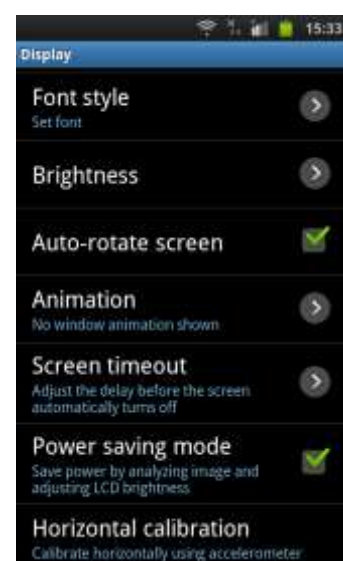 15:33
Display
Font style
Set font
Brightness
Auto-rotate screen
Animation
No window animation shown
Screen timeout
Adjust the delay before the screen
automatically turns off
Power saving mode
Save power by analyzing image and
adjusting LCD brightness
Horizontal calibration
Calibrate horizontally using accelerometer